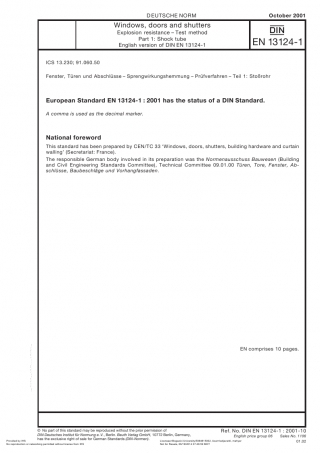 DEUTSCHE NORM
October 2001
Windows, doors and shutters
Explosion resistance – Test method
Part 1: Shock tube
English version of DIN EN 13124-1
DIN
EN 13124-1
ICS 13.230; 91.060.50
Fenster, Türen und Abschlüsse – Sprengwirkungshemmung – Prüfverfahren – Teil 1: Stoßrohr
European Standard EN 13124-1 : 2001 has the status of a DIN Standard.
A comma is used as the decimal marker.
National foreword
This standard has been prepared by CEN/TC 33 'Windows, doors, shutters, building hardware and curtain
walling' (Secretariat: France).
The responsible German body involved in its preparation was the Normenausschuss Bauwesen (Building
and Civil Engineering Standards Committee), Technical Committee 09.01.00 Türen, Tore, Fenster, Ab-
schlüsse, Baubeschläge und Vorhangfassaden.
EN comprises 10 pages.
© No part of this standard may be reproduced without the prior permission of
DIN Deutsches Institut für Normung e. V., Berlin. Beuth Verlag GmbH, 10772 Berlin, Germany,
has the exclusive right of sale for German Standards (DIN-Normen).
Ref. No. DIN EN 13124-1 : 2001-10
English price group 08 Sales No. 1108
01.02